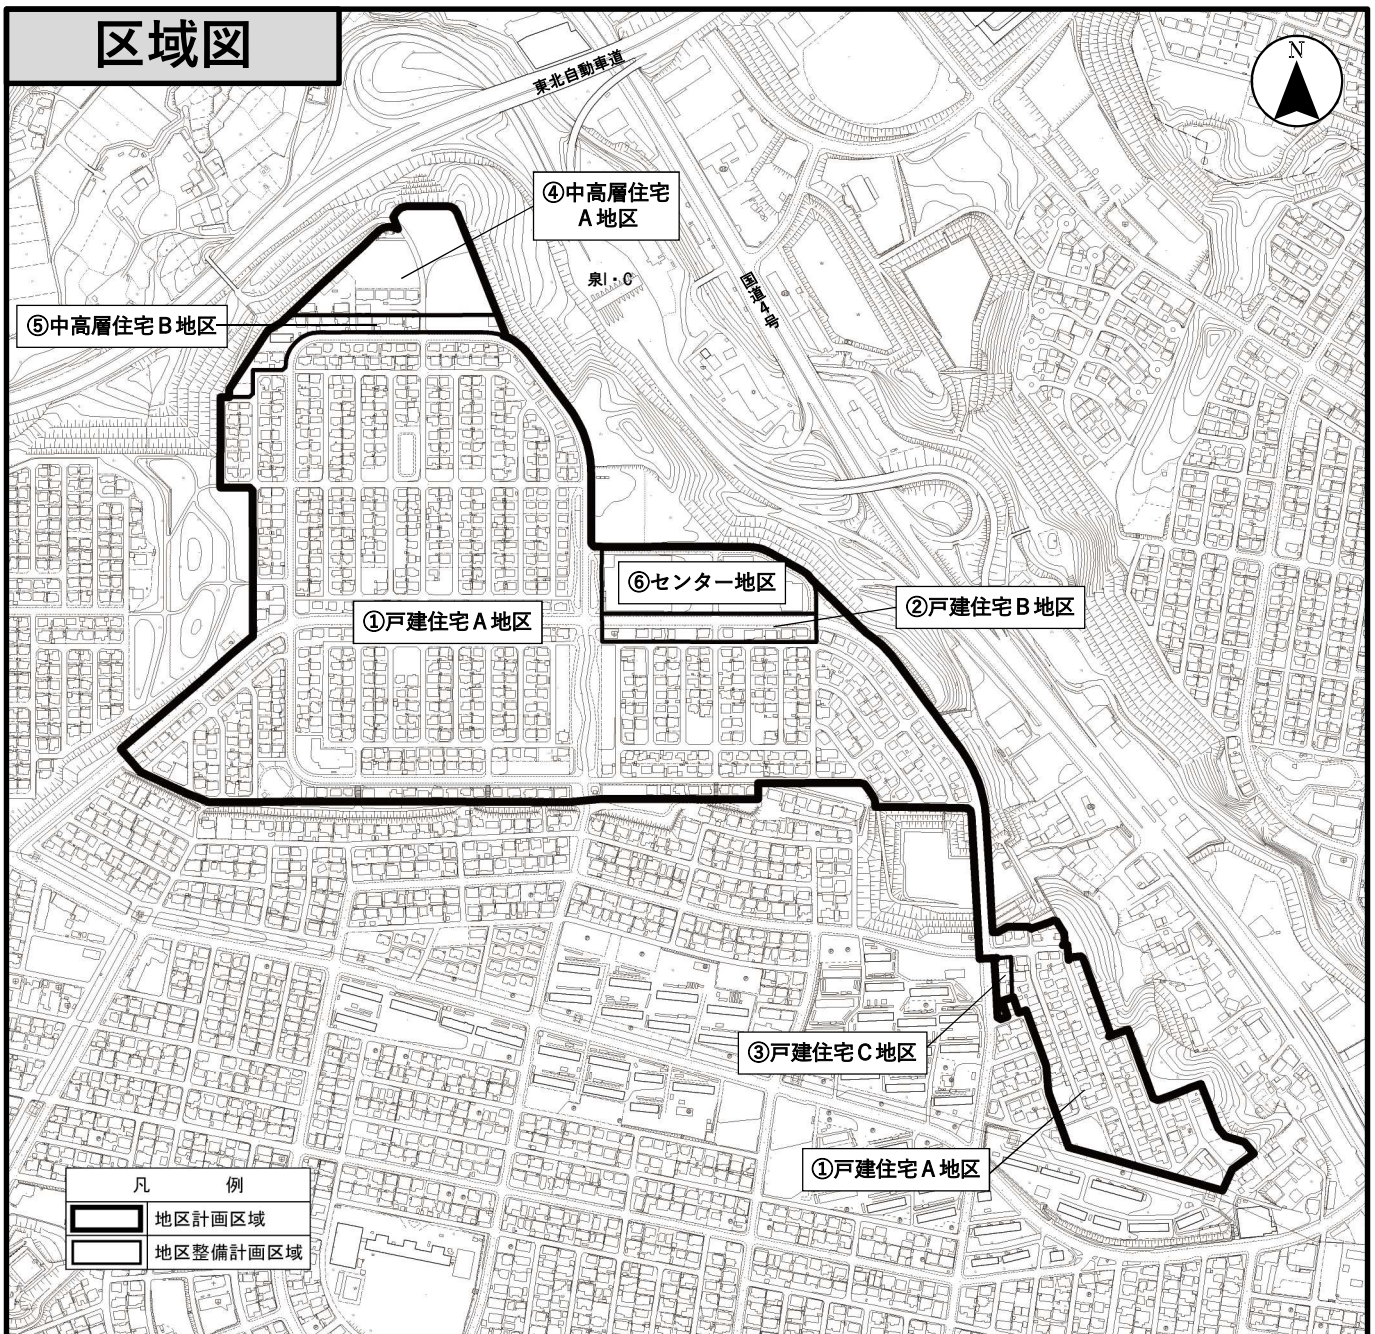 区域図
N
東北自動車道
④中高層住宅
A地区
泉I・C
国道4号
⑤中高層住宅B地区
⑥センター地区
②戸建住宅B地区
①戸建住宅A地区
③戸建住宅C地区
①戸建住宅A地区
凡 例
地区計画区域
地区整備計画区域